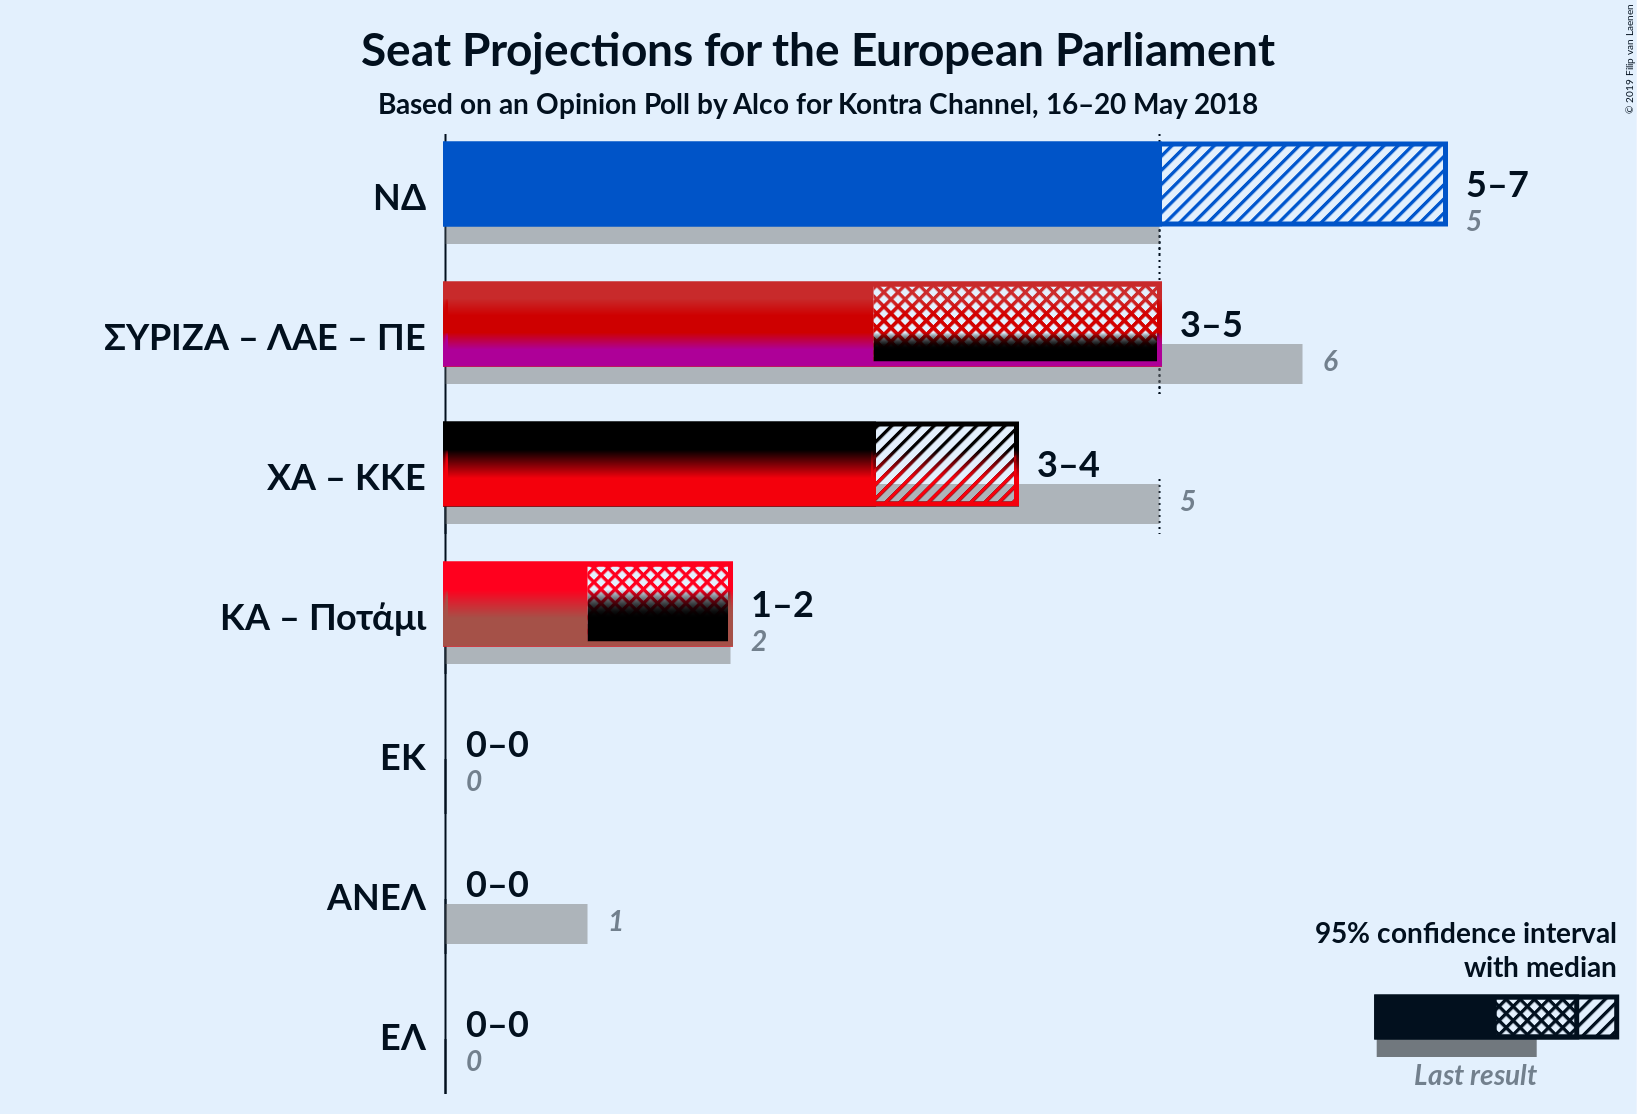 Seat Projections for the European Parliament
Based on an Opinion Poll by Alco for Kontra Channel, 16–20 May 2018
© 2019 Filip van Laenen
ΝΔ
5–7
5
ΣΥΡΙΖΑ – ΛΑΕ – ΠΕ
3–5
6
ΧΑ – ΚΚΕ
3–4
5
ΚΑ – Ποτάμι
1–2
2
ΕΚ
0–0
0
ΑΝΕΛ
0–0
1
ΕΛ
0–0
0
95% confidence interval
with median
Last result